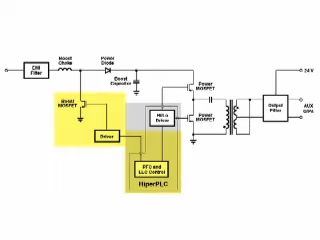 EMI
Filter
Boost
Choke
Power
Diode
Boost
Capacitor
Boost
MOSFET
Driver
Power
MOSFET
Driver
Power
MOSFET
PFC and
LLC Control
HiperPLC
Output
Filter
24 V
AUX